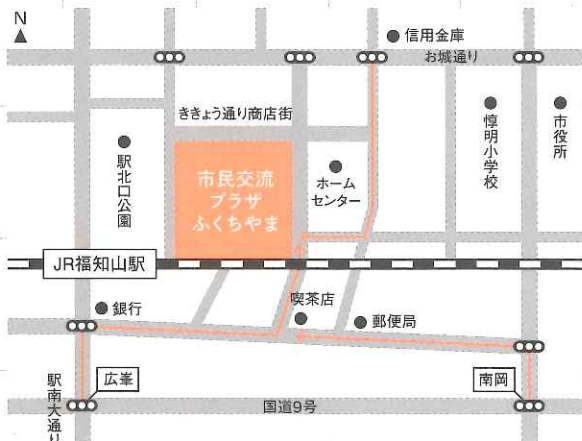 N
信用金庫
お城通り
ききょう通り商店街
駅北口公園
市民交流
プラザ
ふくちやま
ホーム
センター
惇明小学校
市役所
JR福知山駅
銀行
喫茶店
郵便局
広峯
南岡
駅南大通り
国道9号